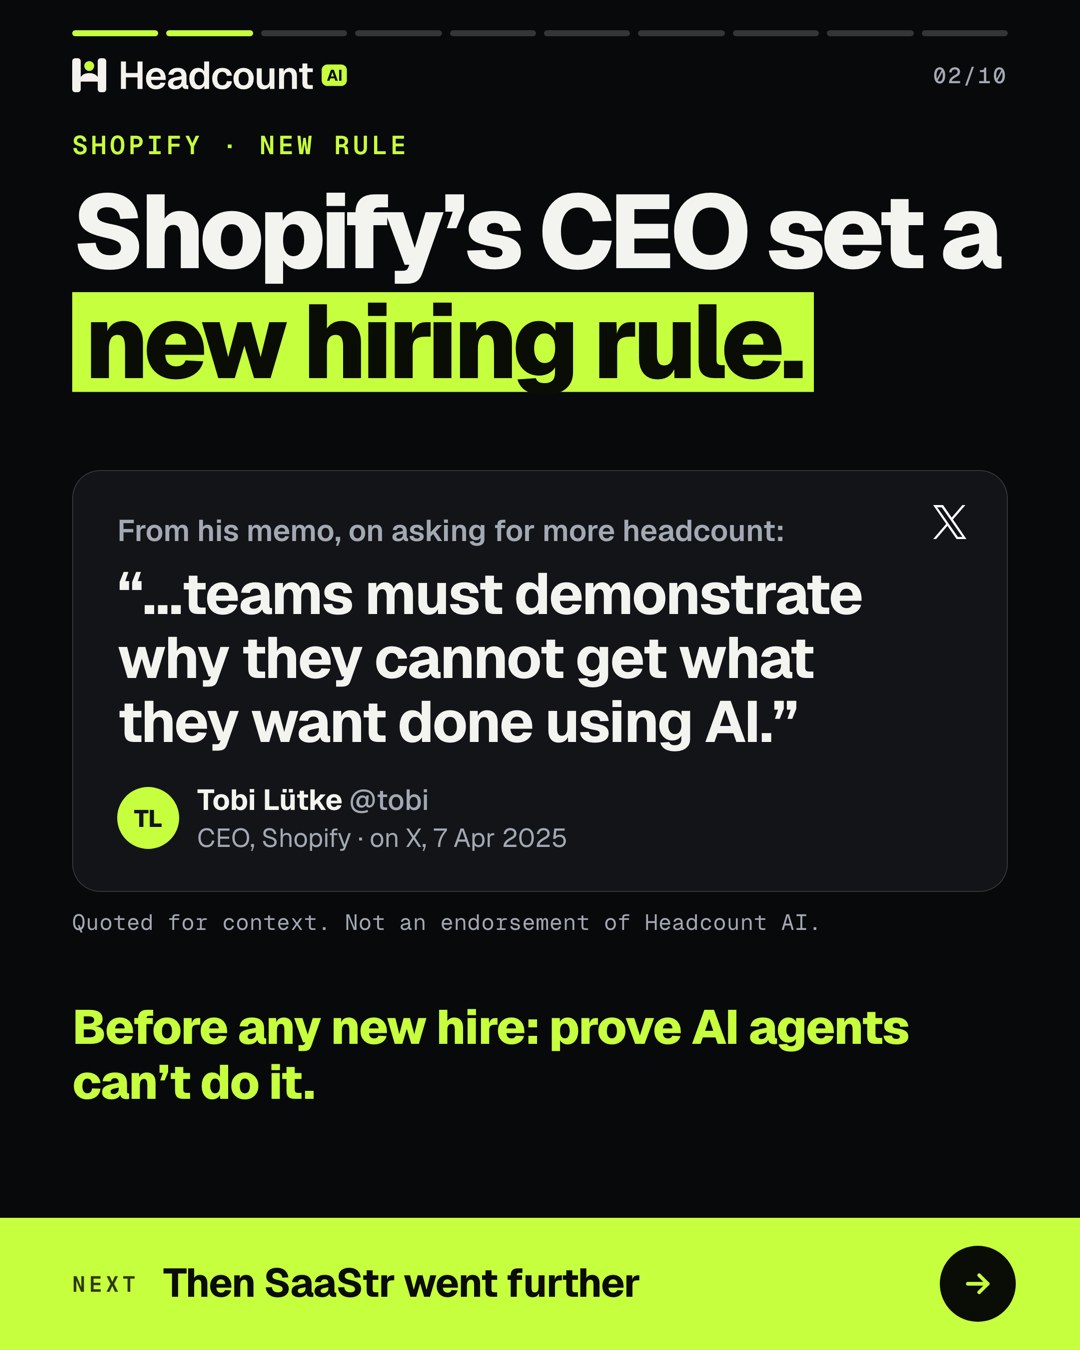 Headcount AI
02/10
SHOPIFY · NEW RULE
Shopify’s CEO set a
new hiring rule.
From his memo, on asking for more headcount:
“…teams must demonstrate
why they cannot get what
they want done using AI.”
TL
Tobi Lütke @tobi
CEO, Shopify · on X, 7 Apr 2025
Quoted for context. Not an endorsement of Headcount AI.
Before any new hire: prove AI agents
can’t do it.
NEXT Then SaaStr went further